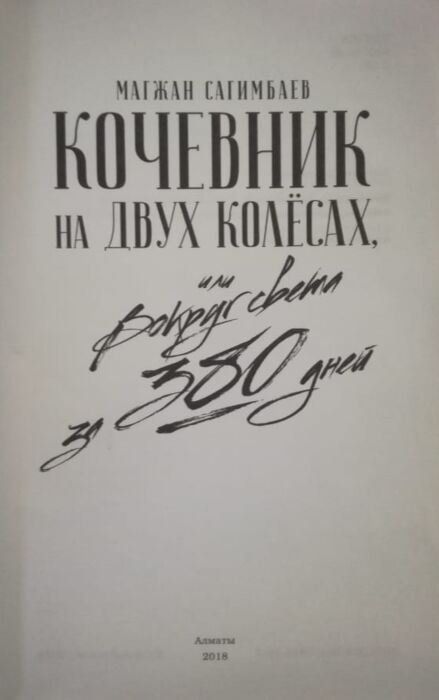 МАГЖАН САГИМБАЕВ
КОЧЕВНИК
НА ДВУХ КОЛЁСАХ,
или
Вокруг света
за 380 дней
Алматы
2018